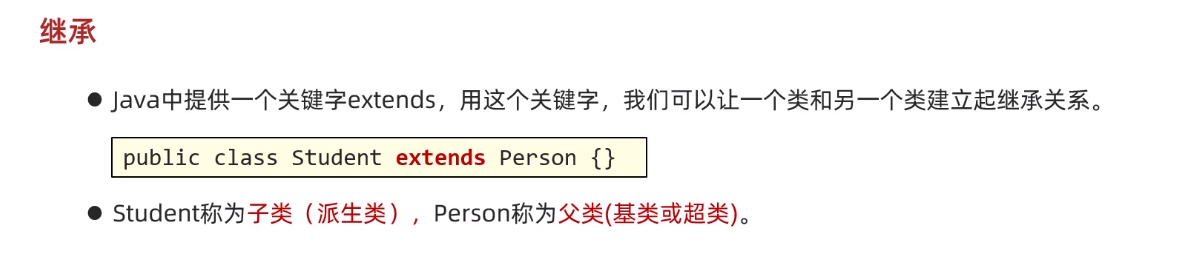 继承
● Java中提供一个关键字extends，用这个关键字，我们可以让一个类和另一个类建立起继承关系。
public class Student extends Person {}
● Student称为子类（派生类），Person称为父类(基类或超类)。